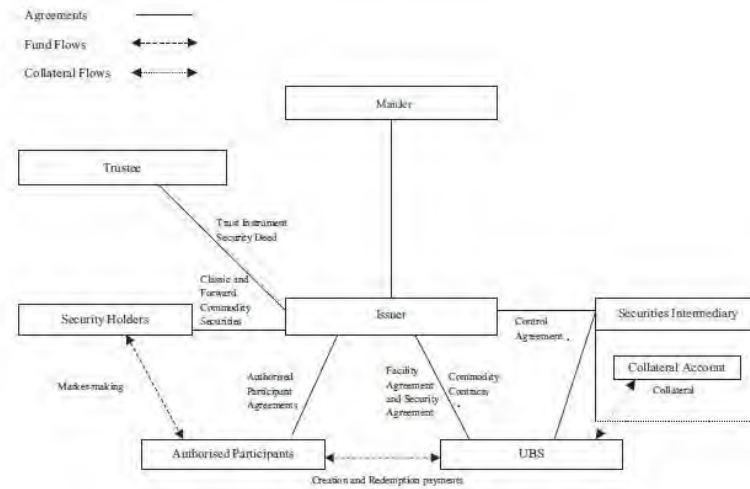 Agreements
Fund Flows
Collateral Flows
Maider
Trustee
Trust Instrument
Security Dead
Classic and
Forward
Commodity
Securities
Security Holders
Issuer
Securities Intermediary
Control
Agreement
Collateral Account
Collateral
Market-making
Authorised
Participant
Agreements
Facility
Agreement
and Security
Agreement
Commodity
Contracts
Authorised Participants
UBS
Creation and Redemption payments